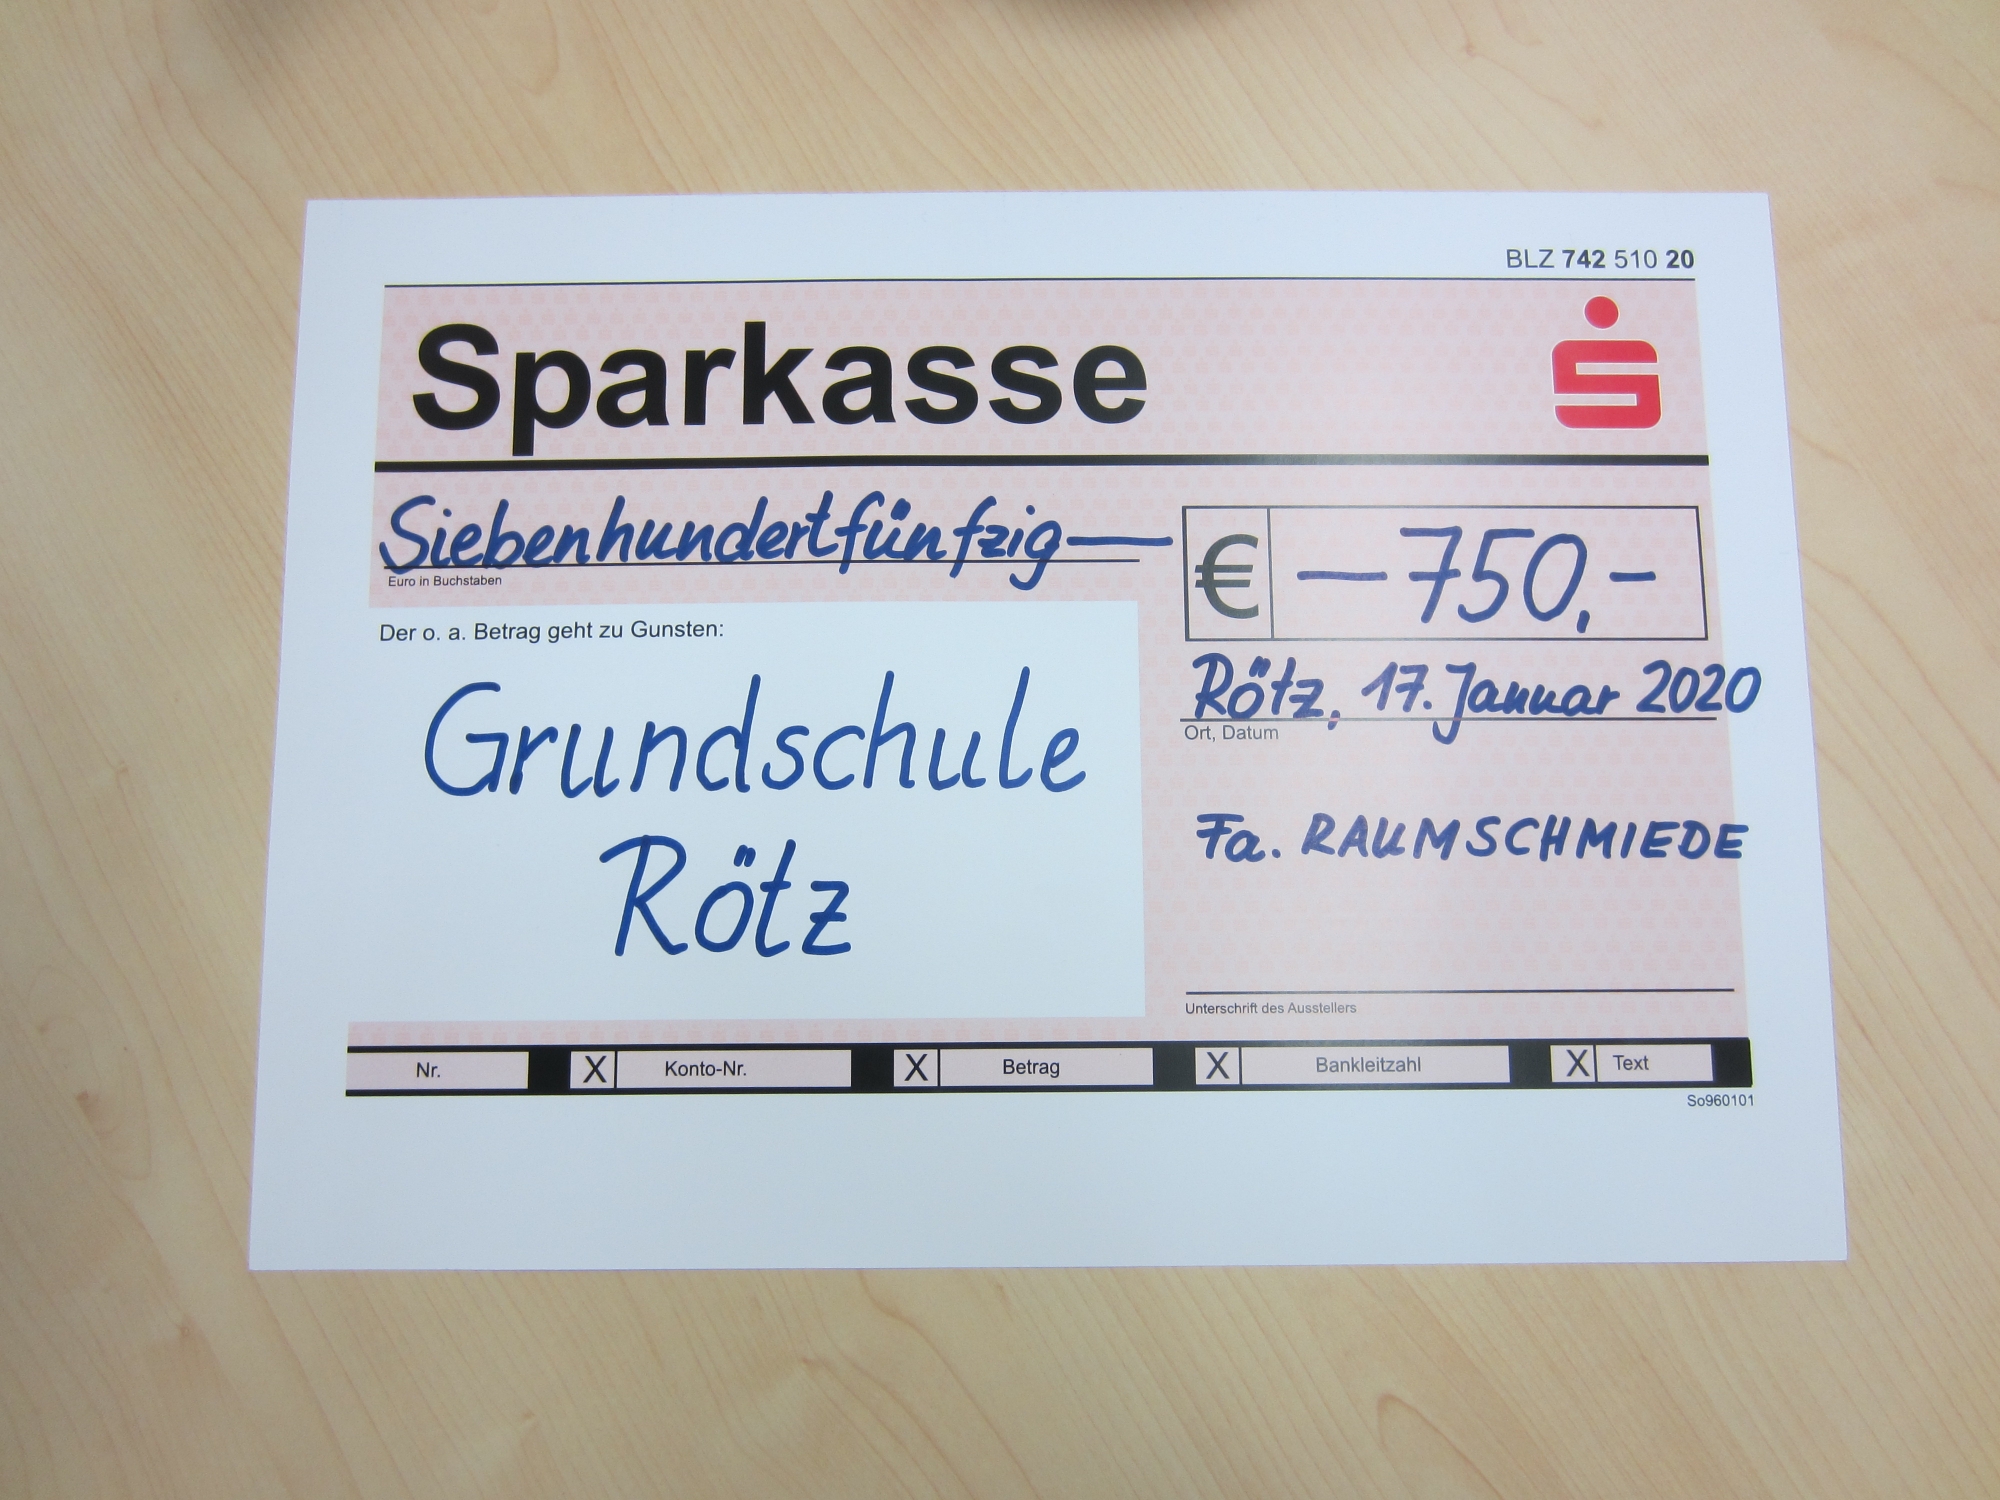 BLZ 742 510 20
Sparkasse
Siebenhundertfünfzig—
Euro in Buchstaben
€ —750,-
Der o. a. Betrag geht zu Gunsten:
Grundschule
Rötz
Rötz, 17. Januar 2020
Ort, Datum
Fa. RAUMSCHMIEDE
Unterschrift des Ausstellers
Nr. X Konto-Nr. X Betrag X Bankleitzahl X Text
So960101